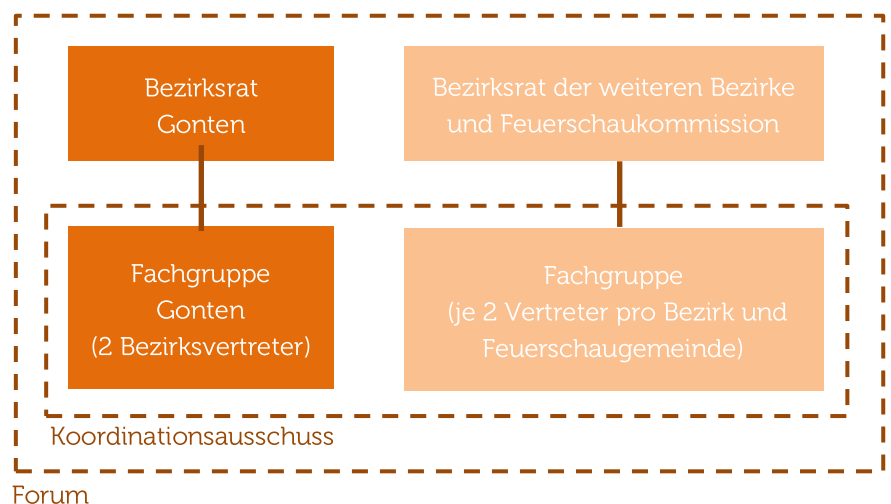 Bezirksrat
Gonten
Bezirksrat der weiteren Bezirke
und Feuerschaukommission
Fachgruppe
Gonten
(2 Bezirksvertreter)
Fachgruppe
(je 2 Vertreter pro Bezirk und
Feuerschaugemeinde)
Koordinationsausschuss
Forum